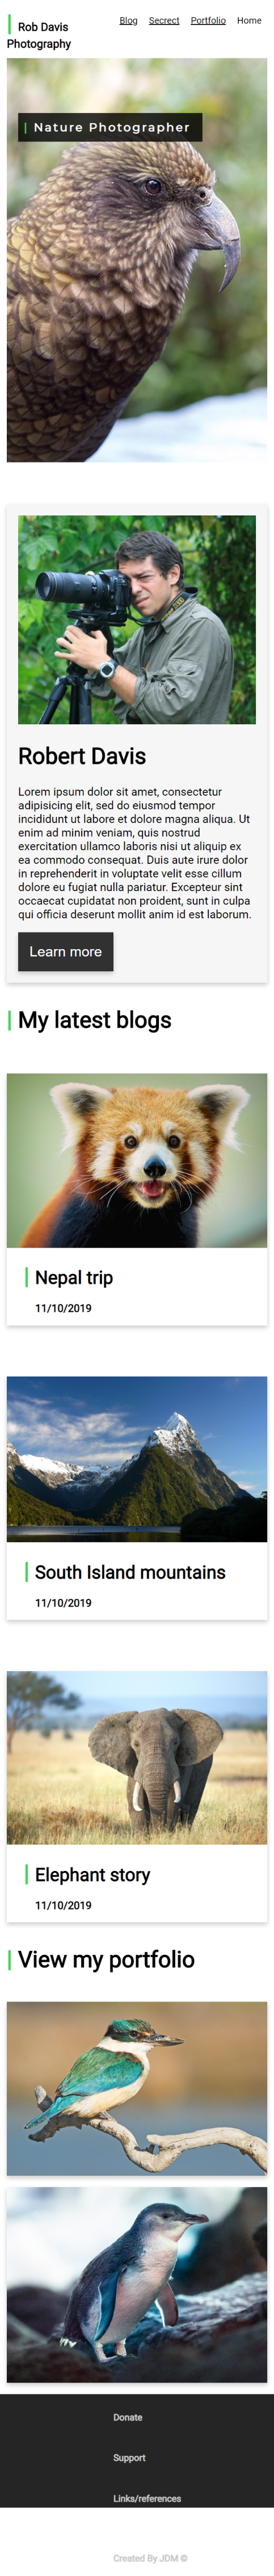 Rob Davis
Photography
Blog Secrect Portfolio Home
Nature Photographer
Robert Davis
Lorem ipsum dolor sit amet, consectetur
adipisicing elit, sed do eiusmod tempor
incididunt ut labore et dolore magna aliqua. Ut
enim ad minim veniam, quis nostrud
exercitation ullamco laboris nisi ut aliquip ex
ea commodo consequat. Duis aute irure dolor
in reprehenderit in voluptate velit esse cillum
dolore eu fugiat nulla pariatur. Excepteur sint
occaecat cupidatat non proident, sunt in culpa
qui officia deserunt mollit anim id est laborum.
Learn more
My latest blogs
Nepal trip
11/10/2019
South Island mountains
11/10/2019
Elephant story
11/10/2019
View my portfolio
Donate
Support
Links/references
Created By JDM ©